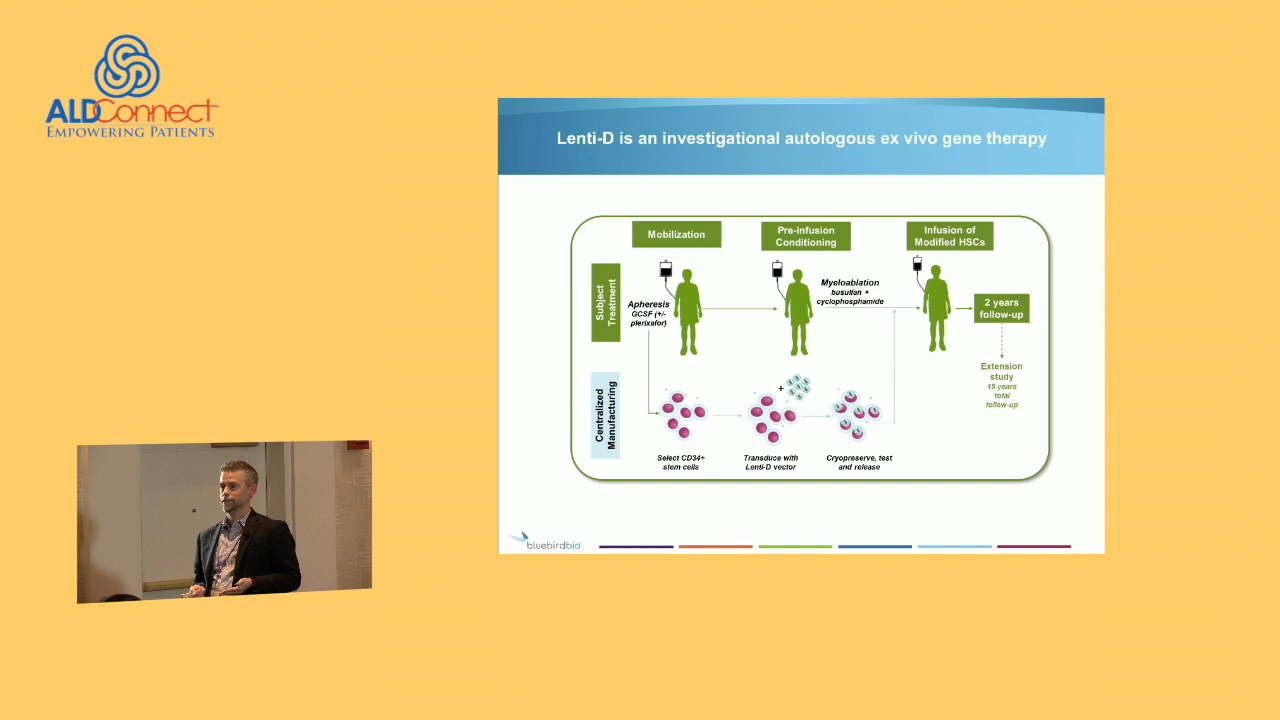 ALDConnect
EMPOWERING PATIENTS
Lenti-D is an investigational autologous ex vivo gene therapy
Mobilization
Pre-infusion
Conditioning
Infusion of
Modified HSCs
Subject
Treatment
Apheresis
GCSF (+/-
plerixafor)
Myeloablation
busulfan +
cyclophosphamide
2 years
follow-up
Extension
study
15 years
total
follow-up
Centralized
Manufacturing
+
Select CD34+
stem cells
Transduce with
Lenti-D vector
Cryopreserve, test
and release
bluebirdbio